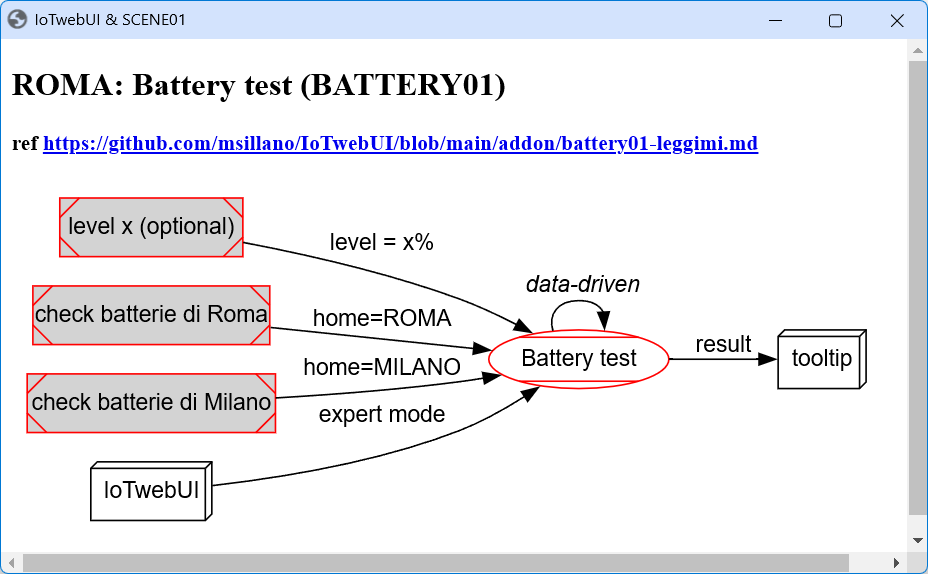 IoTwebUI & SCENE01
ROMA: Battery test (BATTERY01)
ref https://github.com/msillano/IoTwebUI/blob/main/addon/battery01-leggimi.md
level x (optional)
level = x%
data-driven
check batterie di Roma
home=ROMA
Battery test
result
tooltip
home=MILANO
check batterie di Milano
expert mode
IoTwebUI